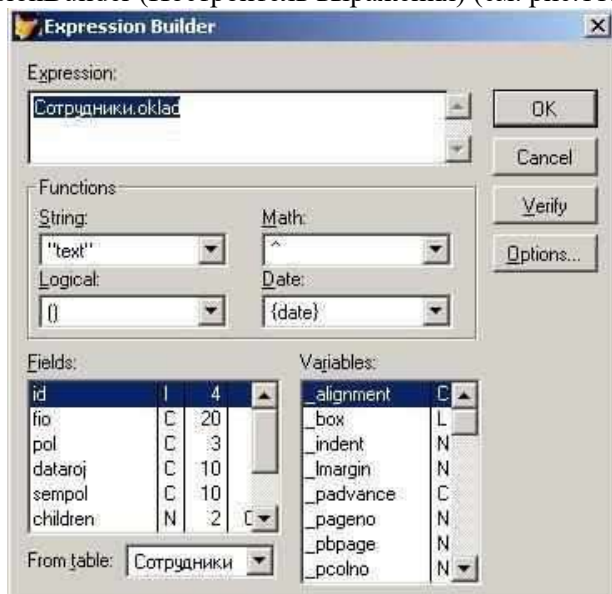 (Построитель Выражения)
Expression Builder
Expression:
Сотрудники.oklad
OK
Cancel
Verify
Options...
Functions
String:
Math:
"text"
^
Logical:
Date:
()
{date}
Fields:
Variables:
id I 4
fio C 20
pol C 3
dataroj C 10
sempol C 10
children N 2
_alignment C
_box L
_indent N
_lmargin N
_padvance C
_pageno N
_pbpage N
_pcolno N
From table: Сотрудники